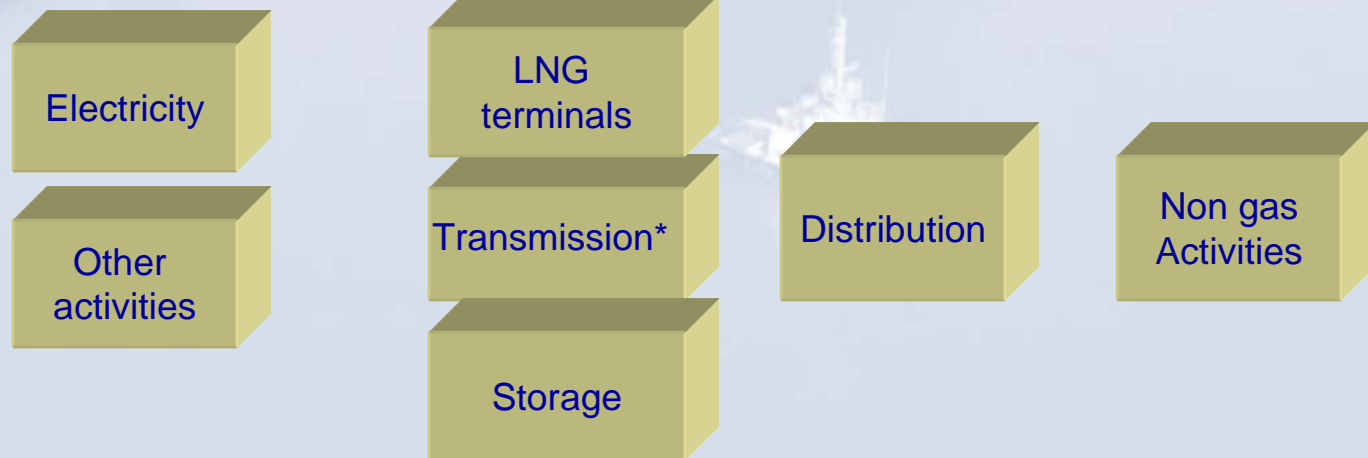 Electricity
Other
activities
LNG
terminals
Transmission*
Storage
Distribution
Non gas
Activities